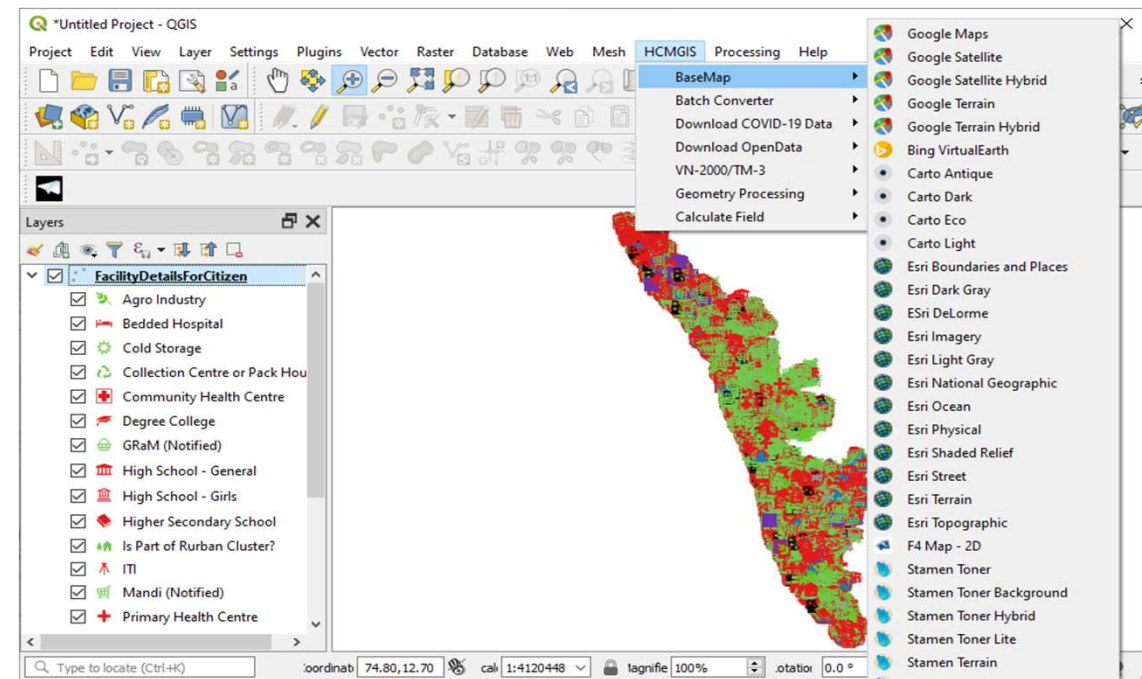 *Untitled Project - QGIS
Project Edit View Layer Settings Plugins Vector Raster Database Web Mesh HCMGIS Processing Help
BaseMap
Batch Converter
Download COVID-19 Data
Download OpenData
VN-2000/TM-3
Geometry Processing
Calculate Field
Google Maps
Google Satellite
Google Satellite Hybrid
Google Terrain
Google Terrain Hybrid
Bing VirtualEarth
Carto Antique
Carto Dark
Carto Eco
Carto Light
Esri Boundaries and Places
Esri Dark Gray
ESri DeLorme
Esri Imagery
Esri Light Gray
Esri National Geographic
Esri Ocean
Esri Physical
Esri Shaded Relief
Esri Street
Esri Terrain
Esri Topographic
F4 Map - 2D
Stamen Toner
Stamen Toner Background
Stamen Toner Hybrid
Stamen Toner Lite
Stamen Terrain
Layers
FacilityDetailsForCitizen
Agro Industry
Bedded Hospital
Cold Storage
Collection Centre or Pack Hou
Community Health Centre
Degree College
GRaM (Notified)
High School - General
High School - Girls
Higher Secondary School
Is Part of Rurban Cluster?
ITI
Mandi (Notified)
Primary Health Centre
Type to locate (Ctrl+K) :oordinat 74.80,12.70 cal 1:4120448 agnifie 100% otatio 0.0 °